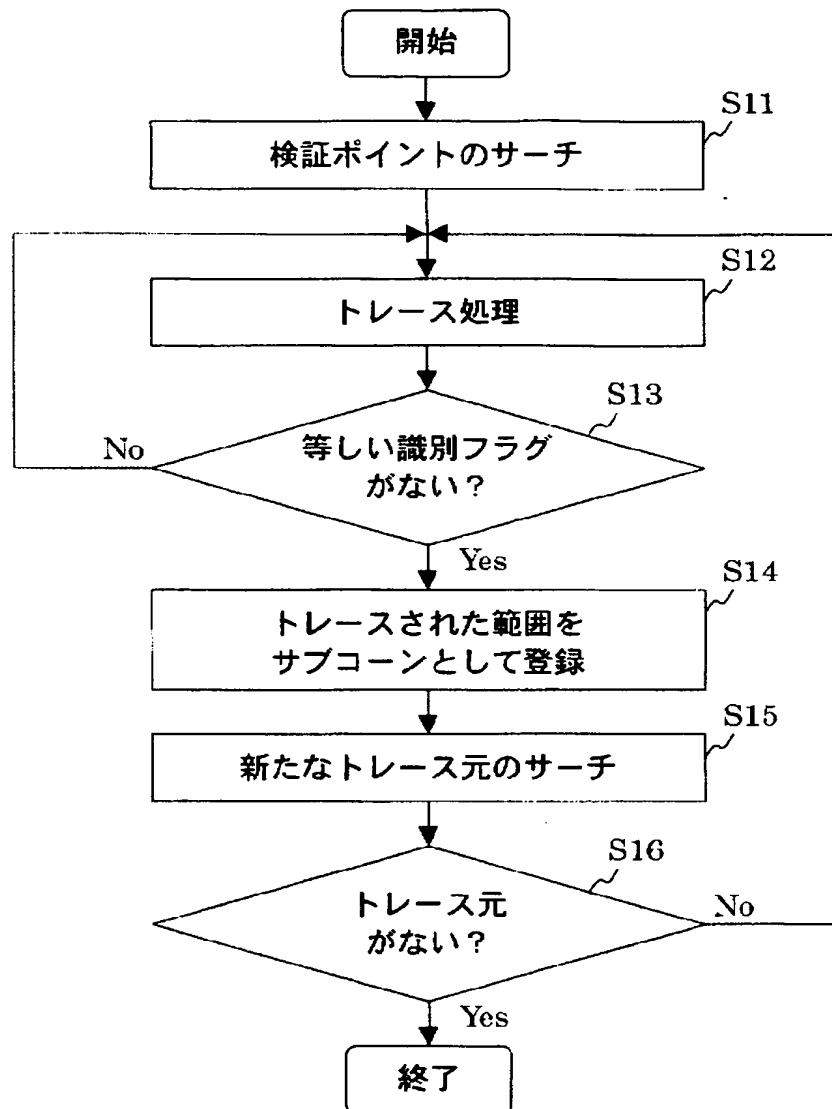 開始
S11
検証ポイントのサーチ
S12
トレース処理
S13
等しい識別フラグ
がない？
No
Yes
S14
トレースされた範囲を
サブコーンとして登録
S15
新たなトレース元のサーチ
S16
トレース元
がない？
No
Yes
終了